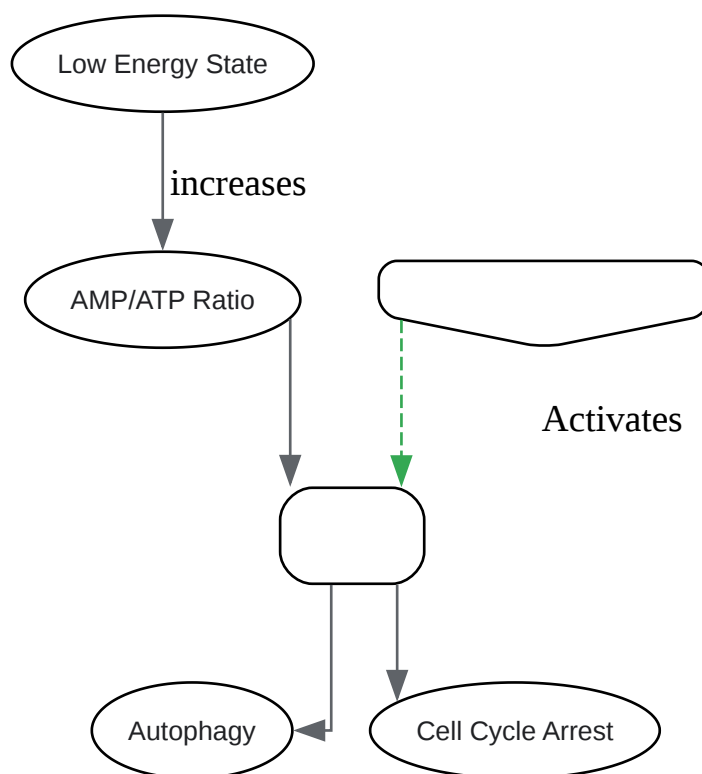 Low Energy State
increases
AMP/ATP Ratio
Activates
Autophagy
Cell Cycle Arrest